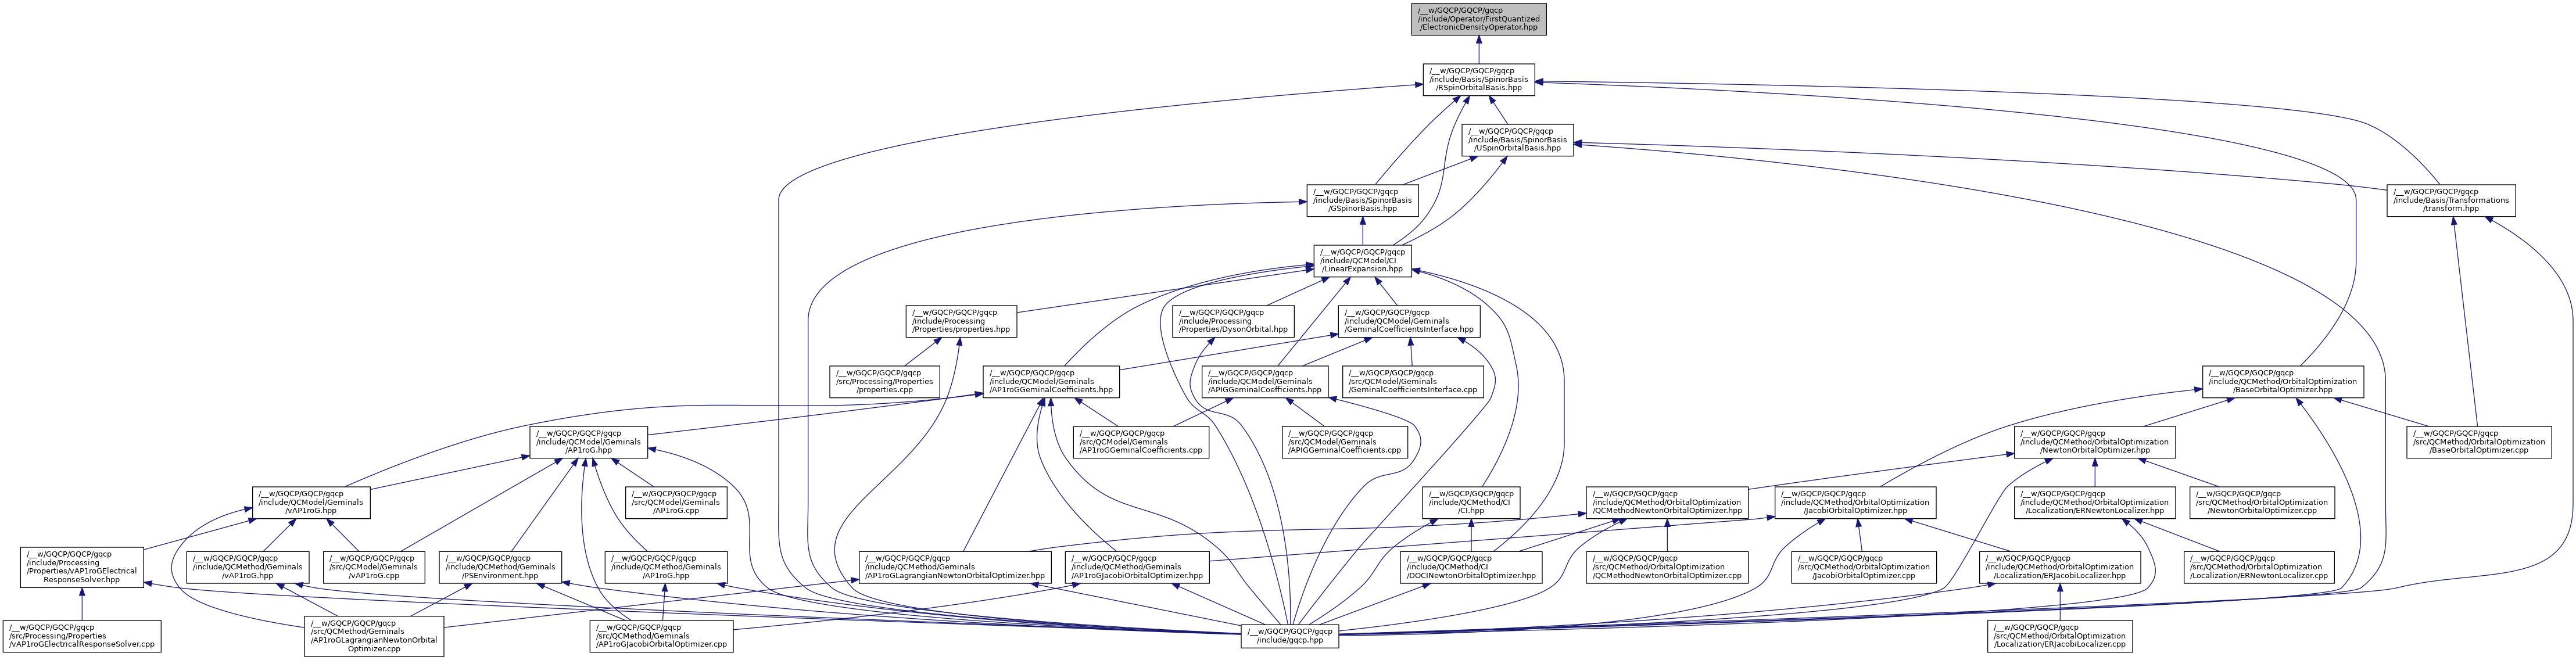 /__w/GQCP/GQCP/gqcp
/include/Operator/FirstQuantized
/ElectronicDensityOperator.hpp
/__w/GQCP/GQCP/gqcp
/include/Basis/SpinorBasis
/RSpinOrbitalBasis.hpp
/__w/GQCP/GQCP/gqcp
/include/Basis/SpinorBasis
/USpinOrbitalBasis.hpp
/__w/GQCP/GQCP/gqcp
/include/Basis/SpinorBasis
/GSpinorBasis.hpp
/__w/GQCP/GQCP/gqcp
/include/Basis/Transformations
/transform.hpp
/__w/GQCP/GQCP/gqcp
/include/QCModel/CI
/LinearExpansion.hpp
/__w/GQCP/GQCP/gqcp
/include/Processing
/Properties/properties.hpp
/__w/GQCP/GQCP/gqcp
/include/Processing
/Properties/DysonOrbital.hpp
/__w/GQCP/GQCP/gqcp
/include/QCModel/Geminals
/GeminalCoefficientsInterface.hpp
/__w/GQCP/GQCP/gqcp
/src/Processing/Properties
/properties.cpp
/__w/GQCP/GQCP/gqcp
/include/QCModel/Geminals
/AP1roGGeminalCoefficients.hpp
/__w/GQCP/GQCP/gqcp
/include/QCModel/Geminals
/APIGGeminalCoefficients.hpp
/__w/GQCP/GQCP/gqcp
/src/QCModel/Geminals
/GeminalCoefficientsInterface.cpp
/__w/GQCP/GQCP/gqcp
/include/QCMethod/OrbitalOptimization
/BaseOrbitalOptimizer.hpp
/__w/GQCP/GQCP/gqcp
/include/QCModel/Geminals
/AP1roG.hpp
/__w/GQCP/GQCP/gqcp
/src/QCModel/Geminals
/AP1roGGeminalCoefficients.cpp
/__w/GQCP/GQCP/gqcp
/src/QCModel/Geminals
/APIGGeminalCoefficients.cpp
/__w/GQCP/GQCP/gqcp
/include/QCMethod/OrbitalOptimization
/NewtonOrbitalOptimizer.hpp
/__w/GQCP/GQCP/gqcp
/src/QCMethod/OrbitalOptimization
/BaseOrbitalOptimizer.cpp
/__w/GQCP/GQCP/gqcp
/include/QCModel/Geminals
/vAP1roG.hpp
/__w/GQCP/GQCP/gqcp
/src/QCModel/Geminals
/AP1roG.cpp
/__w/GQCP/GQCP/gqcp
/include/QCMethod/CI
/CI.hpp
/__w/GQCP/GQCP/gqcp
/include/QCMethod/OrbitalOptimization
/QCMethodNewtonOrbitalOptimizer.hpp
/__w/GQCP/GQCP/gqcp
/include/QCMethod/OrbitalOptimization
/JacobiOrbitalOptimizer.hpp
/__w/GQCP/GQCP/gqcp
/include/QCMethod/OrbitalOptimization
/Localization/ERNewtonLocalizer.hpp
/__w/GQCP/GQCP/gqcp
/src/QCMethod/OrbitalOptimization
/NewtonOrbitalOptimizer.cpp
/__w/GQCP/GQCP/gqcp
/include/Processing
/Properties/vAP1roGElectrical
ResponseSolver.hpp
/__w/GQCP/GQCP/gqcp
/include/QCMethod/Geminals
/vAP1roG.hpp
/__w/GQCP/GQCP/gqcp
/src/QCModel/Geminals
/vAP1roG.cpp
/__w/GQCP/GQCP/gqcp
/include/QCMethod/Geminals
/PSEnvironment.hpp
/__w/GQCP/GQCP/gqcp
/include/QCMethod/Geminals
/AP1roG.hpp
/__w/GQCP/GQCP/gqcp
/include/QCMethod/Geminals
/AP1roGLagrangianNewtonOrbitalOptimizer.hpp
/__w/GQCP/GQCP/gqcp
/include/QCMethod/Geminals
/AP1roGJacobiOrbitalOptimizer.hpp
/__w/GQCP/GQCP/gqcp
/include/QCMethod/CI
/DOCINewtonOrbitalOptimizer.hpp
/__w/GQCP/GQCP/gqcp
/src/QCMethod/OrbitalOptimization
/QCMethodNewtonOrbitalOptimizer.cpp
/__w/GQCP/GQCP/gqcp
/src/QCMethod/OrbitalOptimization
/JacobiOrbitalOptimizer.cpp
/__w/GQCP/GQCP/gqcp
/include/QCMethod/OrbitalOptimization
/Localization/ERJacobiLocalizer.hpp
/__w/GQCP/GQCP/gqcp
/src/QCMethod/OrbitalOptimization
/Localization/ERNewtonLocalizer.cpp
/__w/GQCP/GQCP/gqcp
/src/Processing/Properties
/vAP1roGElectricalResponseSolver.cpp
/__w/GQCP/GQCP/gqcp
/src/QCMethod/Geminals
/AP1roGLagrangianNewtonOrbital
Optimizer.cpp
/__w/GQCP/GQCP/gqcp
/src/QCMethod/Geminals
/AP1roGJacobiOrbitalOptimizer.cpp
/__w/GQCP/GQCP/gqcp
/include/gqcp.hpp
/__w/GQCP/GQCP/gqcp
/src/QCMethod/OrbitalOptimization
/Localization/ERJacobiLocalizer.cpp